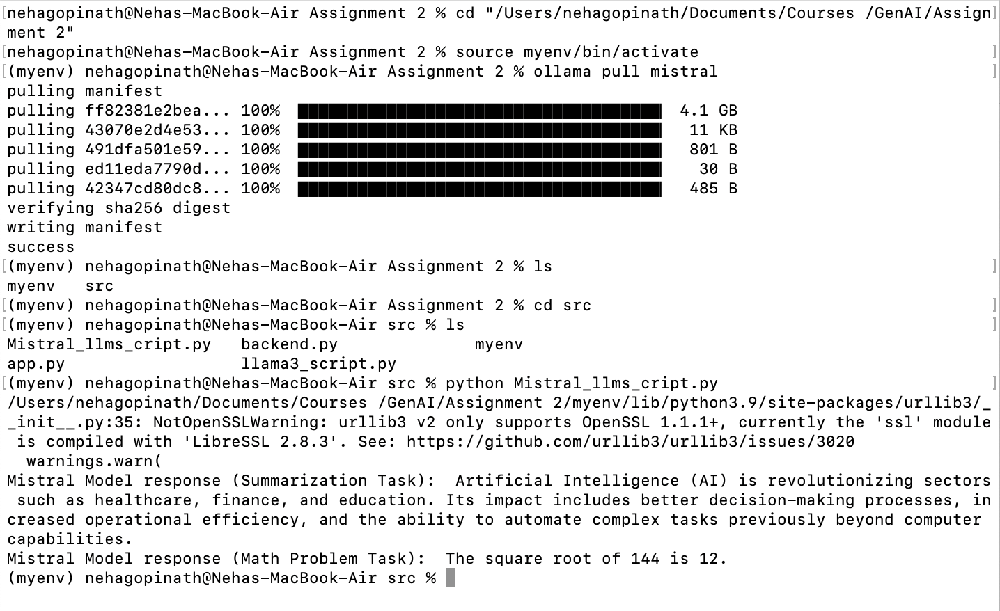 [nehagopinath@Nehas-MacBook-Air Assignment 2 % cd "/Users/nehagopinath/Documents/Courses /GenAI/Assign]
ment 2"
[nehagopinath@Nehas-MacBook-Air Assignment 2 % source myenv/bin/activate ]
[(myenv) nehagopinath@Nehas-MacBook-Air Assignment 2 % ollama pull mistral ]
pulling manifest
pulling ff82381e2bea... 100% 4.1 GB
pulling 43070e2d4e53... 100% 11 KB
pulling 491dfa501e59... 100% 801 B
pulling ed11eda7790d... 100% 30 B
pulling 42347cd80dc8... 100% 485 B
verifying sha256 digest
writing manifest
success
[(myenv) nehagopinath@Nehas-MacBook-Air Assignment 2 % ls ]
myenv src
[(myenv) nehagopinath@Nehas-MacBook-Air Assignment 2 % cd src ]
[(myenv) nehagopinath@Nehas-MacBook-Air src % ls ]
Mistral_llms_cript.py backend.py myenv
app.py llama3_script.py
[(myenv) nehagopinath@Nehas-MacBook-Air src % python Mistral_llms_cript.py ]
/Users/nehagopinath/Documents/Courses /GenAI/Assignment 2/myenv/lib/python3.9/site-packages/urllib3/_
_init__.py:35: NotOpenSSLWarning: urllib3 v2 only supports OpenSSL 1.1.1+, currently the 'ssl' module
is compiled with 'LibreSSL 2.8.3'. See: https://github.com/urllib3/urllib3/issues/3020
warnings.warn(
Mistral Model response (Summarization Task): Artificial Intelligence (AI) is revolutionizing sectors
such as healthcare, finance, and education. Its impact includes better decision-making processes, in
creased operational efficiency, and the ability to automate complex tasks previously beyond computer
capabilities.
Mistral Model response (Math Problem Task): The square root of 144 is 12.
(myenv) nehagopinath@Nehas-MacBook-Air src %